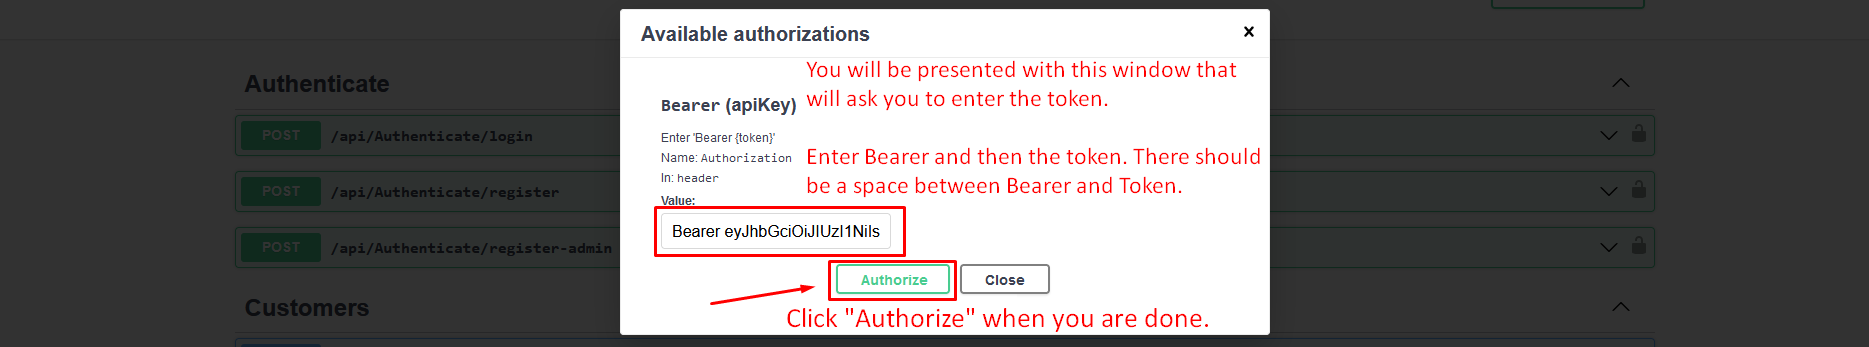 Available authorizations
×
You will be presented with this window that
will ask you to enter the token.
Authenticate
Bearer (apiKey)
POST /api/Authenticate/login
Enter 'Bearer {token}'
Name: Authorization
In: header
Enter Bearer and then the token. There should
be a space between Bearer and Token.
POST /api/Authenticate/register
Value:
Bearer eyJhbGciOiJIUzI1NiIs
POST /api/Authenticate/register-admin
Authorize
Close
Customers
Click "Authorize" when you are done.